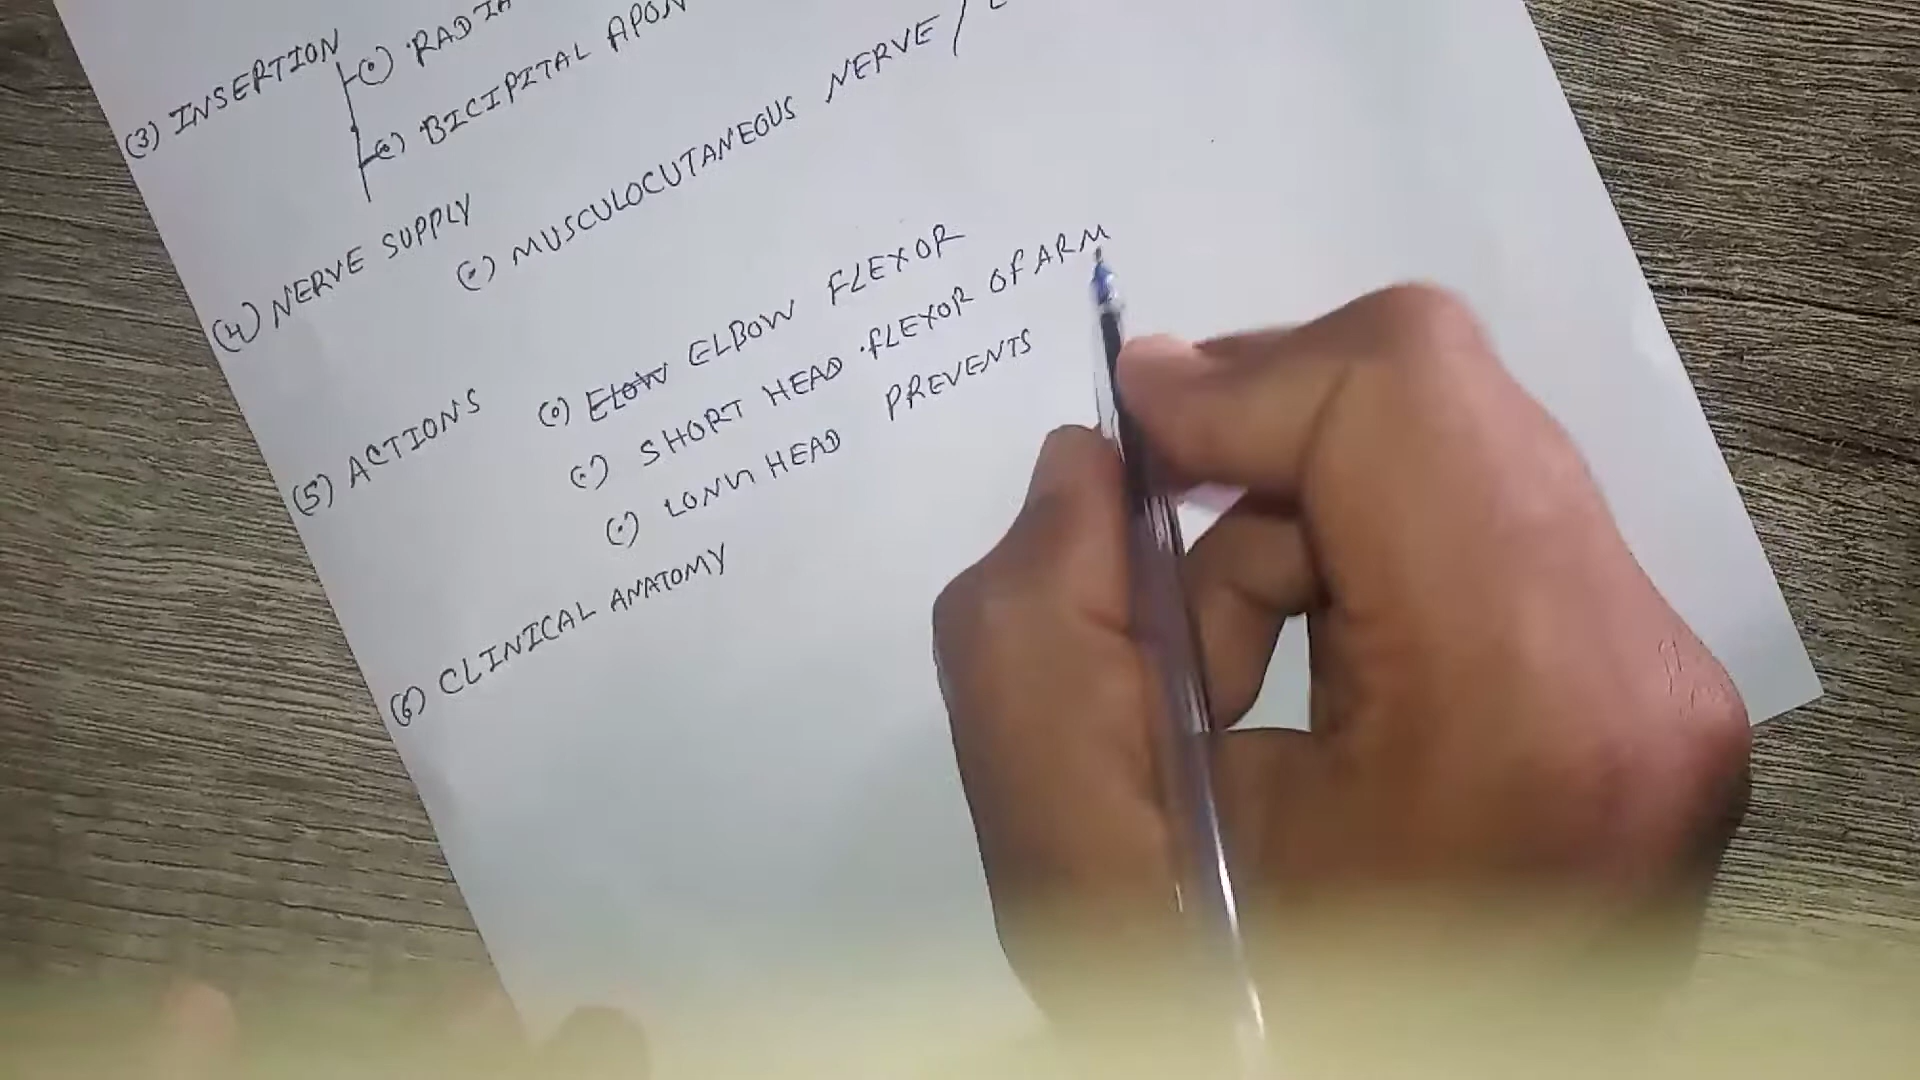 (3) INSERTION
(•) RADIA
(•) BICIPITAL APON
(4) NERVE SUPPLY
(•) MUSCULOCUTANEOUS NERVE /
(5) ACTIONS (•) ELOW ELBOW FLEXOR
(•) SHORT HEAD FLEXOR OF ARM
(•) LONG HEAD PREVENTS
(6) CLINICAL ANATOMY